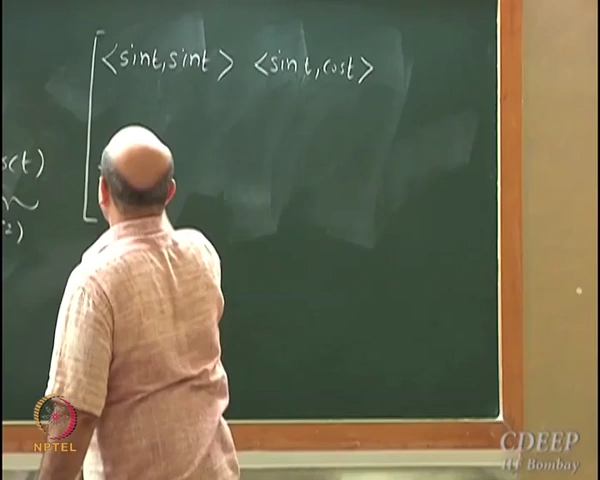 <sint, sint> <sint, cost>
s(t)
NPTEL
CDEEP
IIT Bombay